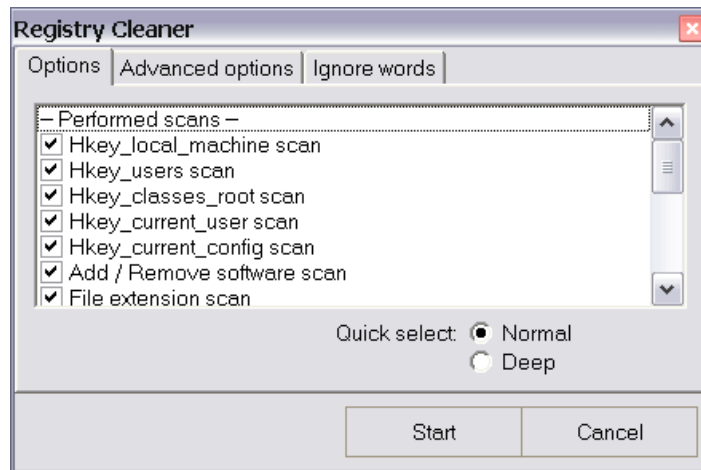 Registry Cleaner
Options Advanced options Ignore words
– Performed scans –
Hkey_local_machine scan
Hkey_users scan
Hkey_classes_root scan
Hkey_current_user scan
Hkey_current_config scan
Add / Remove software scan
File extension scan
Quick select: Normal
Deep
Start Cancel